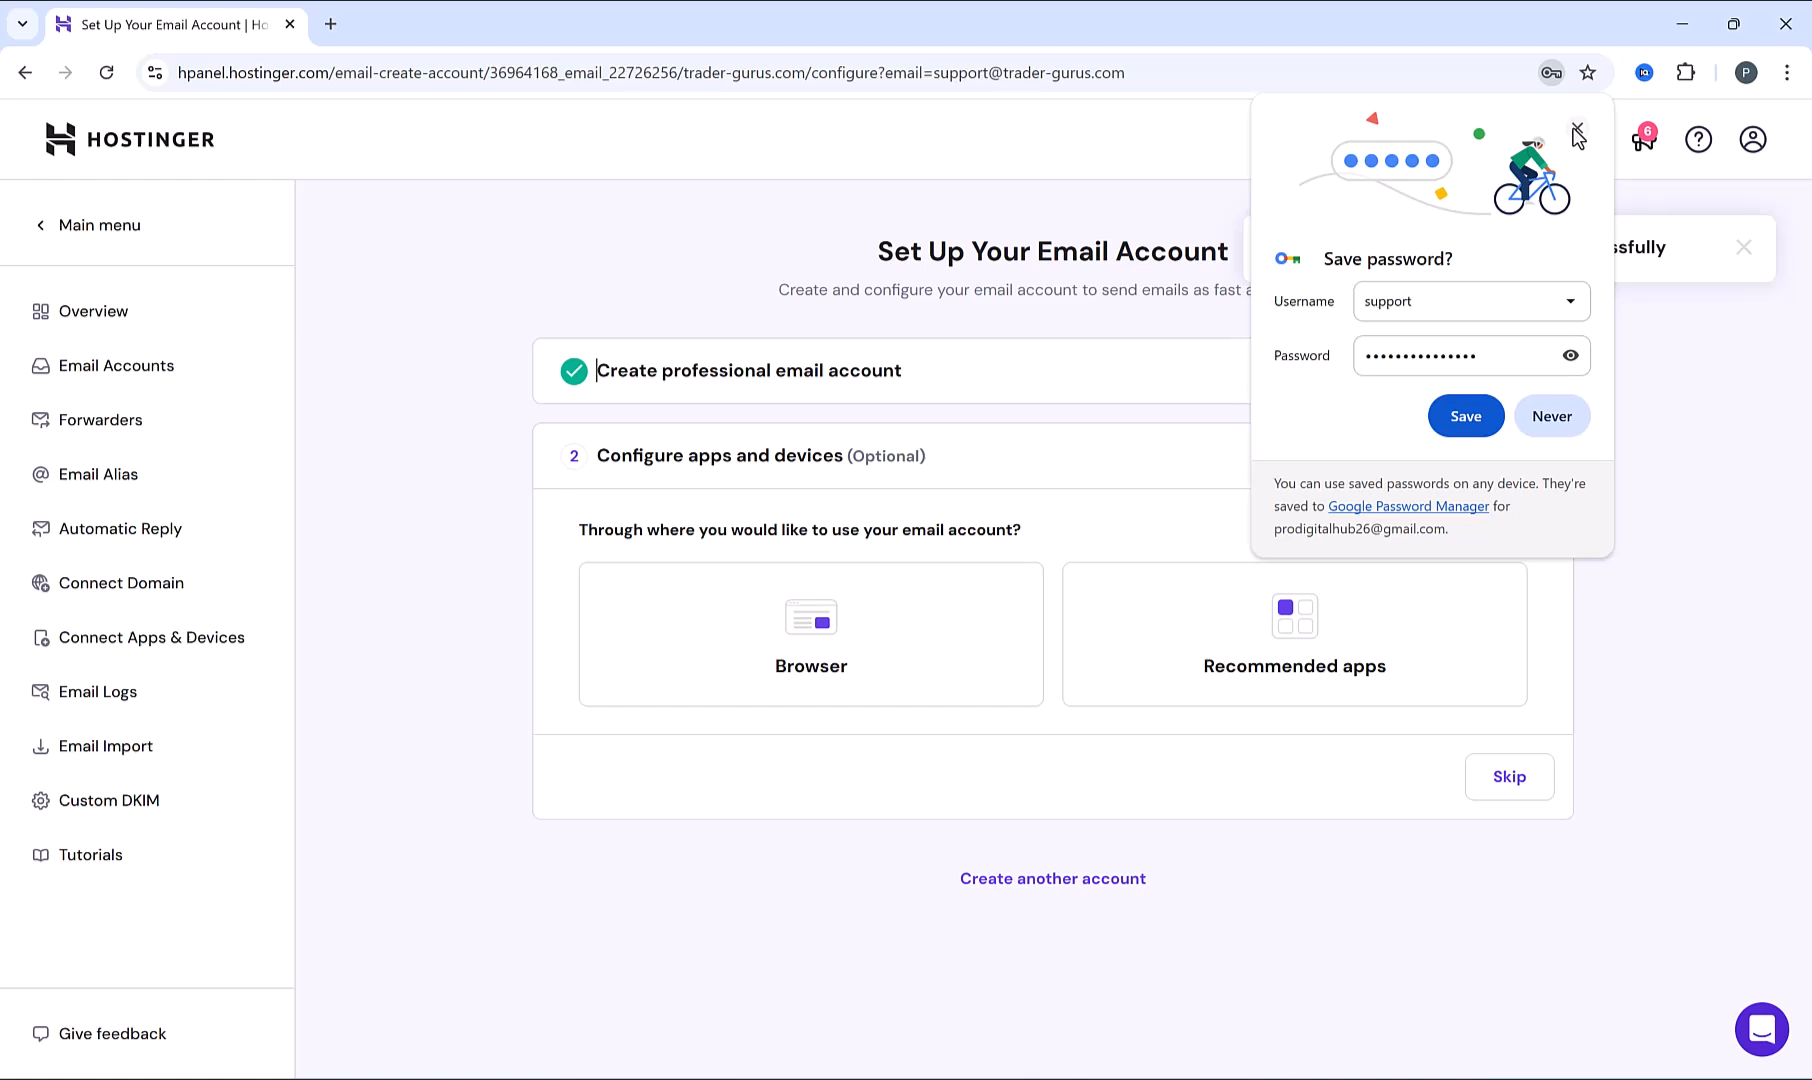 Set Up Your Email Account | Ho
hpanel.hostinger.com/email-create-account/36964168_email_22726256/trader-gurus.com/configure?email=support@trader-gurus.com
P
HOSTINGER
6
Main menu
Overview
Email Accounts
Forwarders
Email Alias
Automatic Reply
Connect Domain
Connect Apps & Devices
Email Logs
Email Import
Custom DKIM
Tutorials
Give feedback
Set Up Your Email Account
Create and configure your email account to send emails as fast a
Create professional email account
2 Configure apps and devices (Optional)
Through where you would like to use your email account?
Browser
Recommended apps
Skip
Create another account
Save password?
Username support
Password •••••••••••••••
Save Never
You can use saved passwords on any device. They're
saved to Google Password Manager for
prodigitalhub26@gmail.com.
ssfully